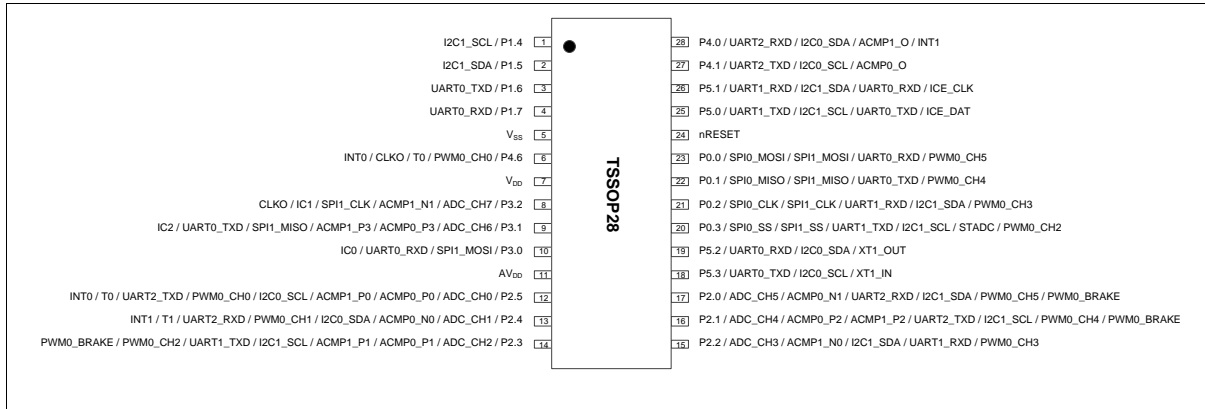 I2C1_SCL / P1.4 1
I2C1_SDA / P1.5 2
UART0_TXD / P1.6 3
UART0_RXD / P1.7 4
VSS 5
INT0 / CLKO / T0 / PWM0_CH0 / P4.6 6
VDD 7
CLKO / IC1 / SPI1_CLK / ACMP1_N1 / ADC_CH7 / P3.2 8
IC2 / UART0_TXD / SPI1_MISO / ACMP1_P3 / ACMP0_P3 / ADC_CH6 / P3.1 9
IC0 / UART0_RXD / SPI1_MOSI / P3.0 10
AVDD 11
INT0 / T0 / UART2_TXD / PWM0_CH0 / I2C0_SCL / ACMP1_P0 / ACMP0_P0 / ADC_CH0 / P2.5 12
INT1 / T1 / UART2_RXD / PWM0_CH1 / I2C0_SDA / ACMP0_N0 / ADC_CH1 / P2.4 13
PWM0_BRAKE / PWM0_CH2 / UART1_TXD / I2C1_SCL / ACMP1_P1 / ACMP0_P1 / ADC_CH2 / P2.3 14
TSSOP28
28 P4.0 / UART2_RXD / I2C0_SDA / ACMP1_O / INT1
27 P4.1 / UART2_TXD / I2C0_SCL / ACMP0_O
26 P5.1 / UART1_RXD / I2C1_SDA / UART0_RXD / ICE_CLK
25 P5.0 / UART1_TXD / I2C1_SCL / UART0_TXD / ICE_DAT
24 nRESET
23 P0.0 / SPI0_MOSI / SPI1_MOSI / UART0_RXD / PWM0_CH5
22 P0.1 / SPI0_MISO / SPI1_MISO / UART0_TXD / PWM0_CH4
21 P0.2 / SPI0_CLK / SPI1_CLK / UART1_RXD / I2C1_SDA / PWM0_CH3
20 P0.3 / SPI0_SS / SPI1_SS / UART1_TXD / I2C1_SCL / STADC / PWM0_CH2
19 P5.2 / UART0_RXD / I2C0_SDA / XT1_OUT
18 P5.3 / UART0_TXD / I2C0_SCL / XT1_IN
17 P2.0 / ADC_CH5 / ACMP0_N1 / UART2_RXD / I2C1_SDA / PWM0_CH5 / PWM0_BRAKE
16 P2.1 / ADC_CH4 / ACMP0_P2 / ACMP1_P2 / UART2_TXD / I2C1_SCL / PWM0_CH4 / PWM0_BRAKE
15 P2.2 / ADC_CH3 / ACMP1_N0 / I2C1_SDA / UART1_RXD / PWM0_CH3